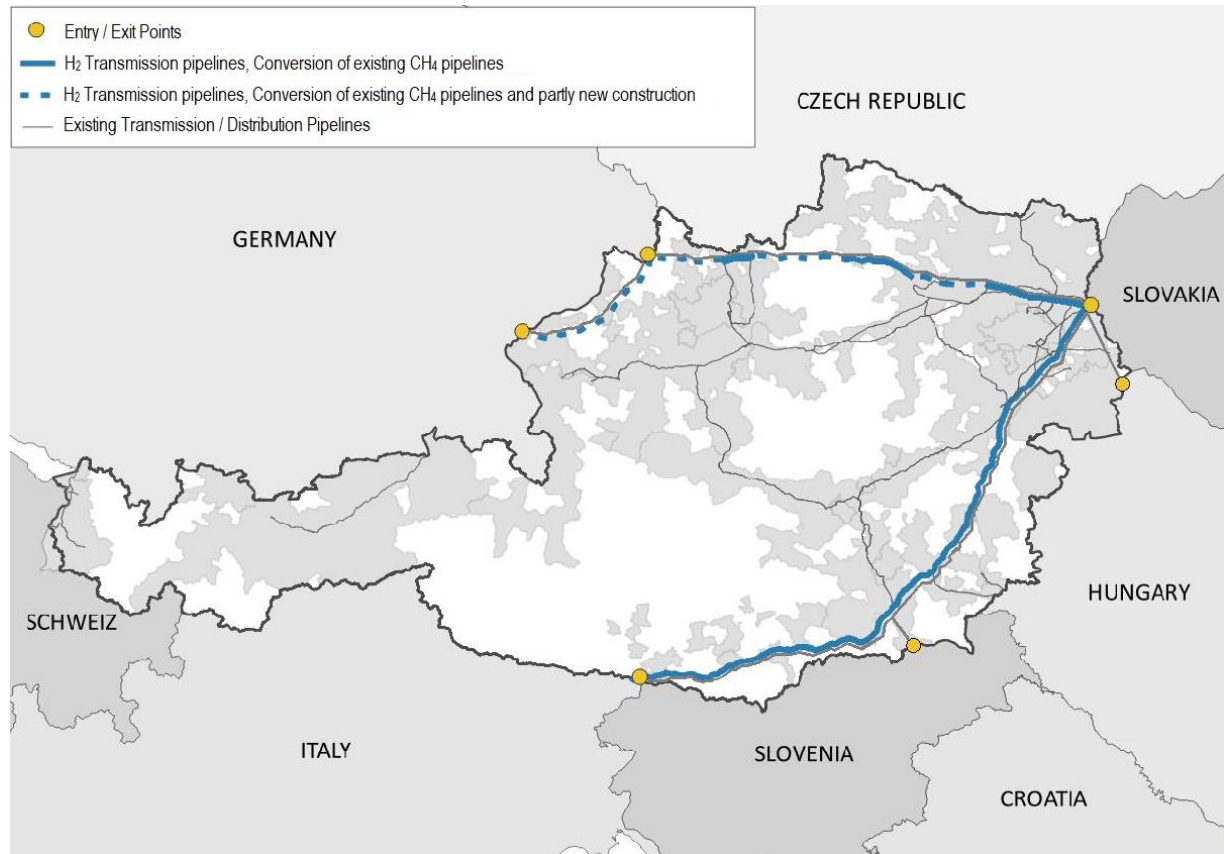 Entry / Exit Points
H₂ Transmission pipelines, Conversion of existing CH₄ pipelines
H₂ Transmission pipelines, Conversion of existing CH₄ pipelines and partly new construction
Existing Transmission / Distribution Pipelines
CZECH REPUBLIC
GERMANY
SLOVAKIA
HUNGARY
SCHWEIZ
ITALY
SLOVENIA
CROATIA